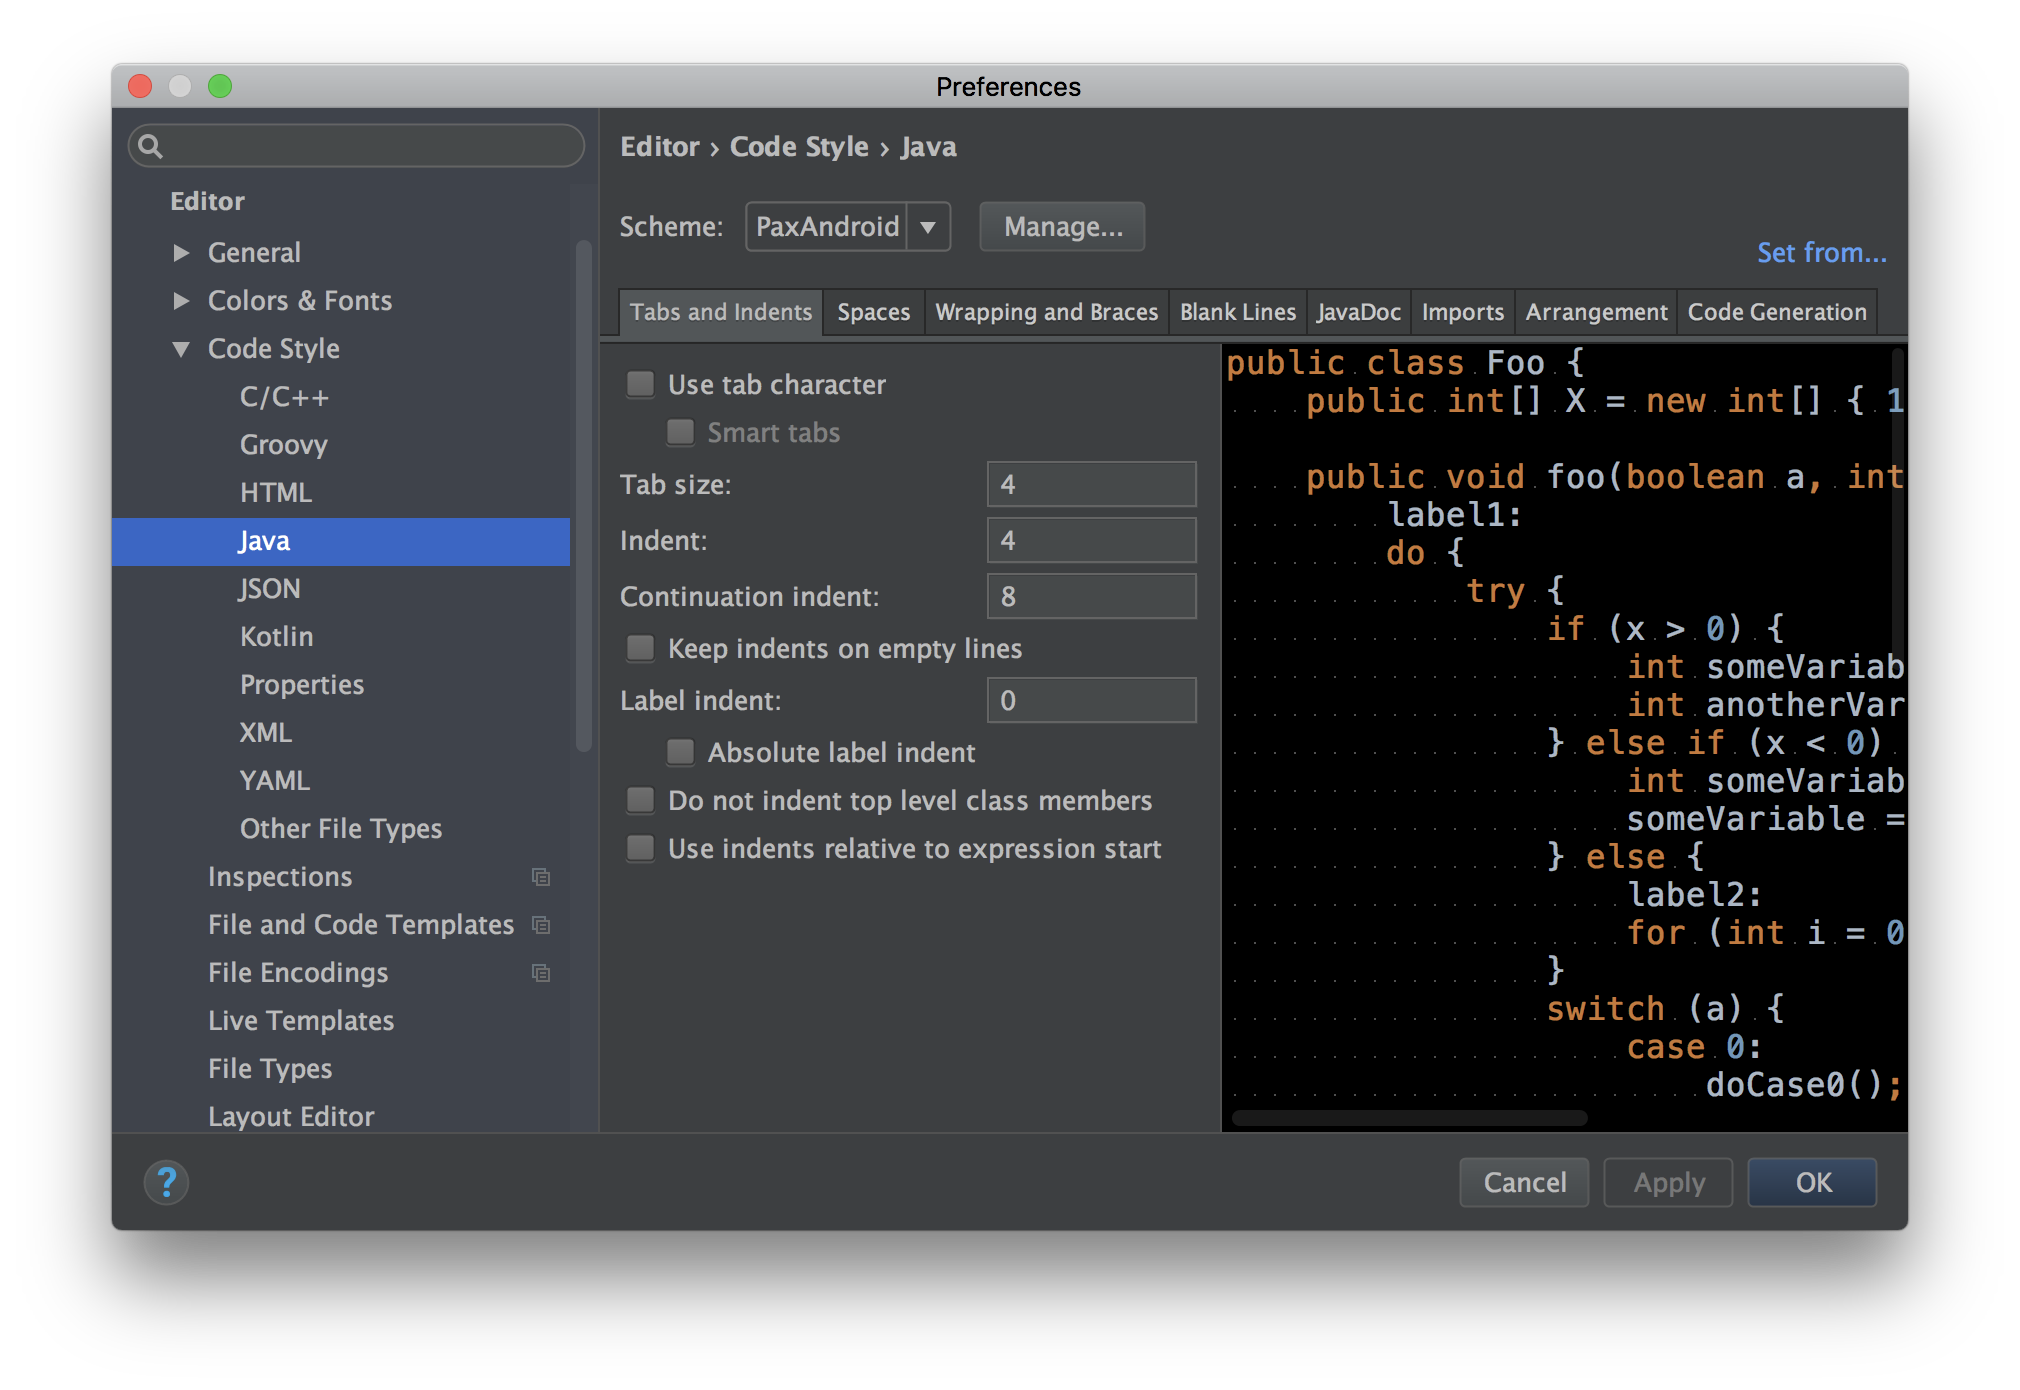 Preferences
Editor
General
Colors & Fonts
Code Style
C/C++
Groovy
HTML
Java
JSON
Kotlin
Properties
XML
YAML
Other File Types
Inspections
File and Code Templates
File Encodings
Live Templates
File Types
Layout Editor
Editor › Code Style › Java
Scheme: PaxAndroid Manage...
Set from...
Tabs and Indents Spaces Wrapping and Braces Blank Lines JavaDoc Imports Arrangement Code Generation
Use tab character
Smart tabs
Tab size: 4
Indent: 4
Continuation indent: 8
Keep indents on empty lines
Label indent: 0
Absolute label indent
Do not indent top level class members
Use indents relative to expression start
public class Foo {
public int[] X = new int[] { 1
public void foo(boolean a, int
label1:
do {
try {
if (x > 0) {
int someVariab
int anotherVar
} else if (x < 0)
int someVariab
someVariable =
} else {
label2:
for (int i = 0
}
switch (a) {
case 0:
doCase0();
?
Cancel Apply OK